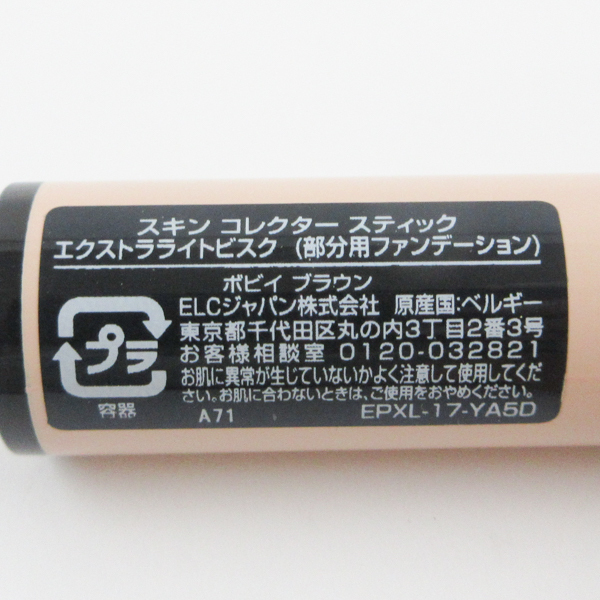 スキン コレクター スティック
エクストラライトビスク (部分用ファンデーション)
ボビイ ブラウン
ELCジャパン株式会社 原産国:ベルギー
東京都千代田区丸の内3丁目2番3号
お客様相談室 0120-032821
お肌に異常が生じていないかよく注意して使用してくだ
さい。お肌に合わないときは、ご使用をおやめください。
プラ
容器 A71 EPXL-17-YA5D